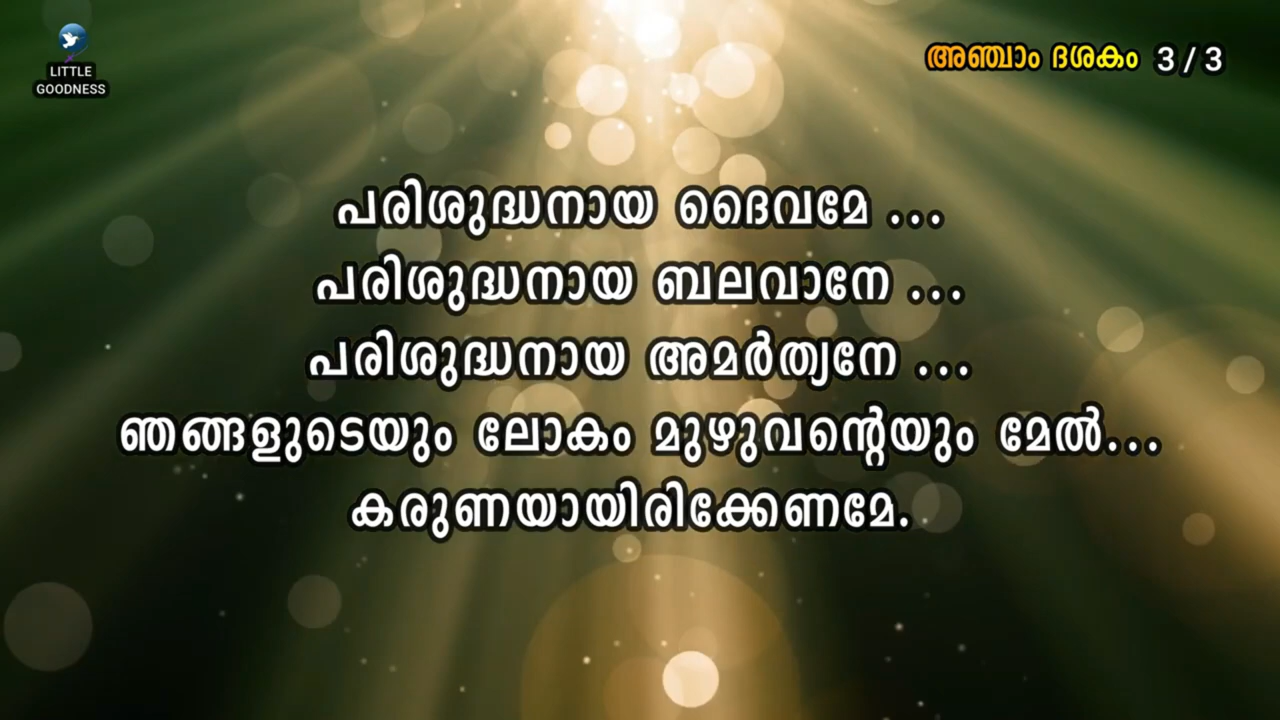 LITTLE
GOODNESS
അഞ്ചാം ദശകം 3 / 3
പരിശുദ്ധനായ ദൈവമേ ...
പരിശുദ്ധനായ ബലവാനേ ...
പരിശുദ്ധനായ അമർത്യനേ ...
ഞങ്ങളുടെയും ലോകം മുഴുവന്റെയും മേൽ...
കരുണയായിരിക്കേണമേ.